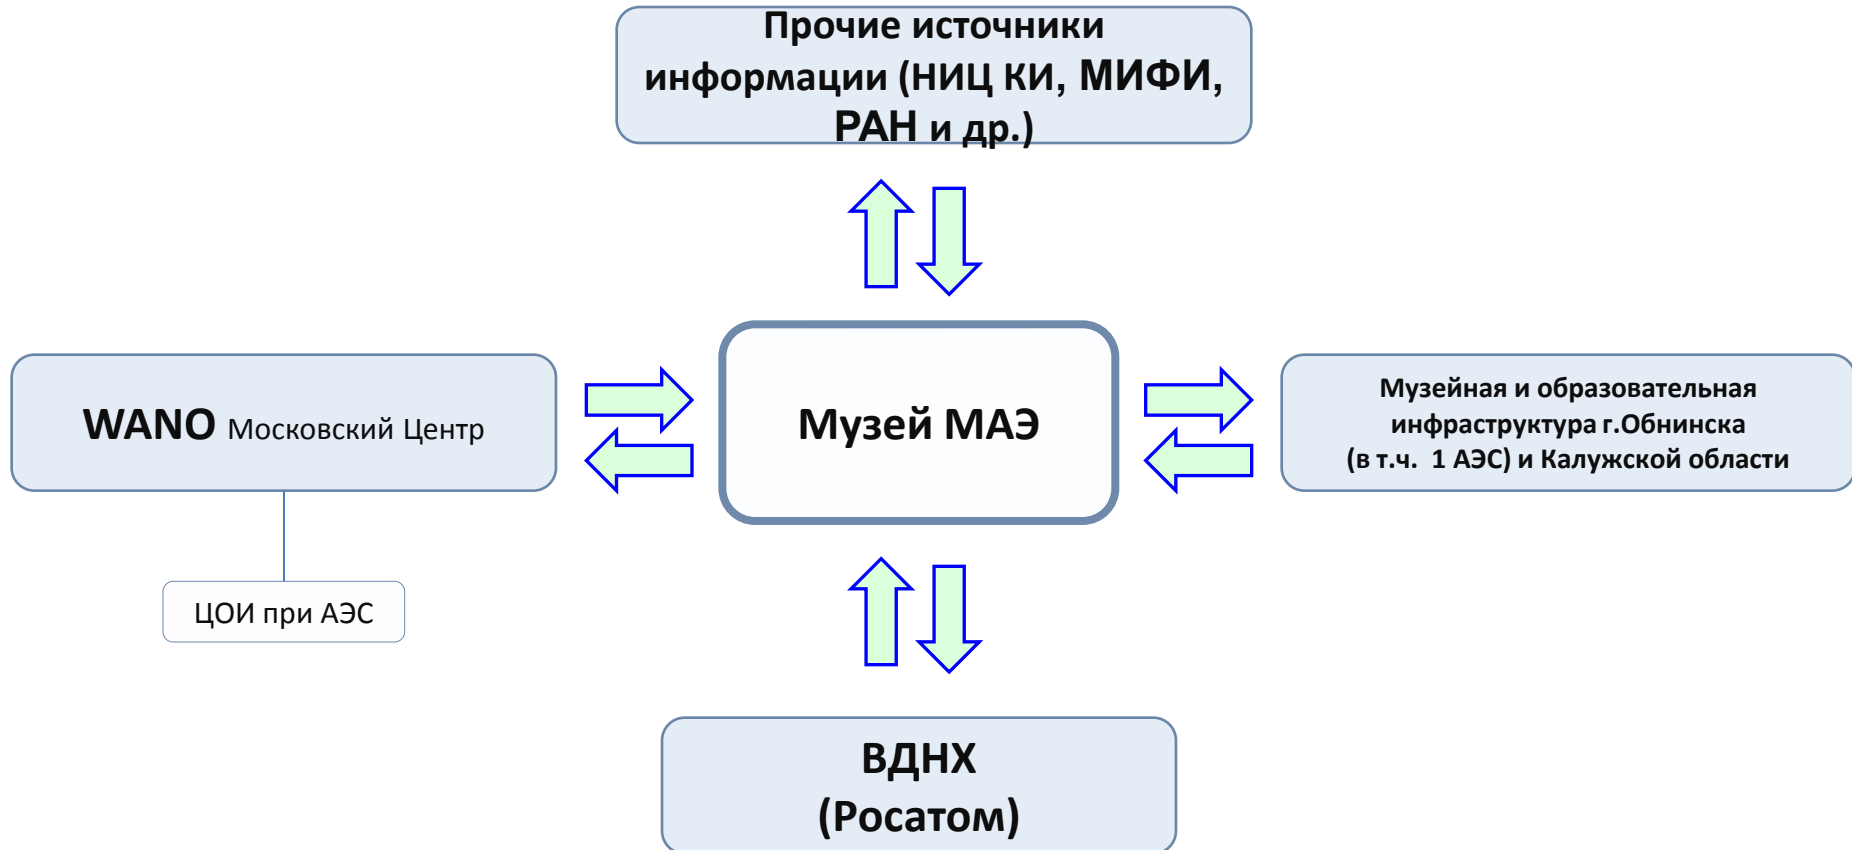 Прочие источники
информации (НИЦ КИ, МИФИ,
РАН и др.)
WANO Московский Центр
Музей МАЭ
Музейная и образовательная
инфраструктура г.Обнинска
(в т.ч. 1 АЭС) и Калужской области
ЦОИ при АЭС
ВДНХ
(Росатом)